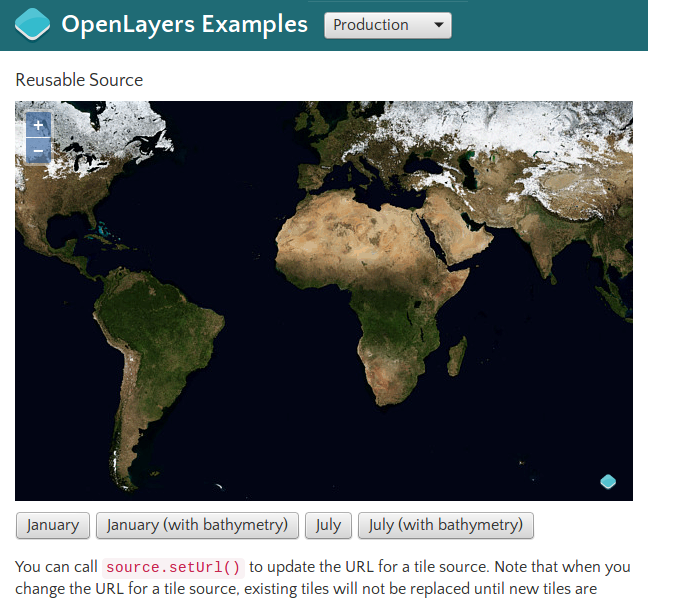 OpenLayers Examples Production
Reusable Source
+
–
January January (with bathymetry) July July (with bathymetry)
You can call source.setUrl() to update the URL for a tile source. Note that when you
change the URL for a tile source, existing tiles will not be replaced until new tiles are